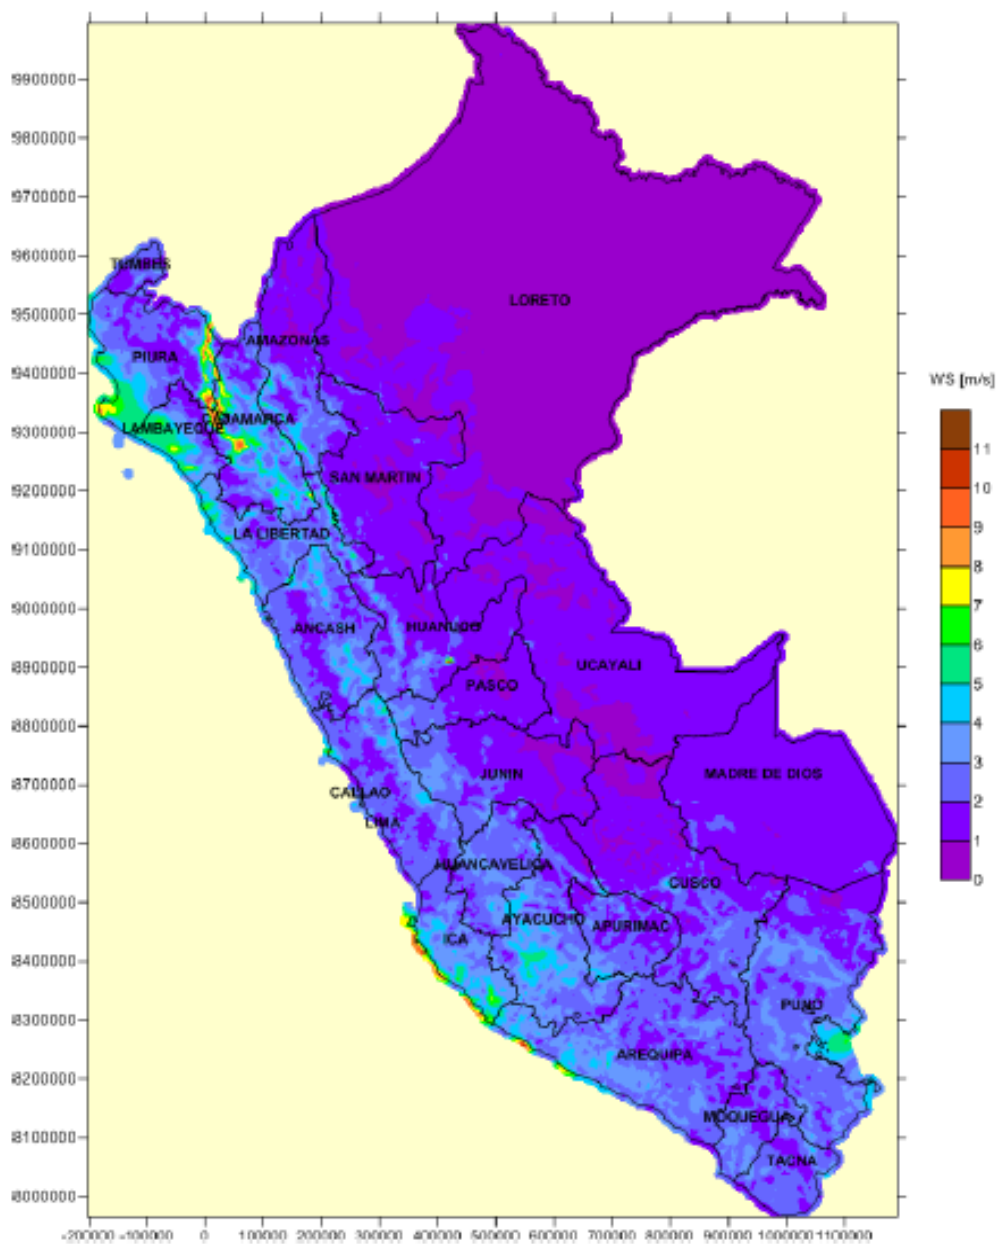 9900000
9800000
9700000
9600000
9500000
9400000
9300000
9200000
9100000
9000000
8900000
8800000
8700000
8600000
8500000
8400000
8300000
8200000
8100000
8000000
-200000 -100000 0 100000 200000 300000 400000 500000 600000 700000 800000 900000 1000000 1100000
TUMBES
LORETO
AMAZONAS
PIURA
CAJAMARCA
LAMBAYEQUE
SAN MARTIN
LA LIBERTAD
ANCASH
HUANUCO
UCAYALI
PASCO
JUNIN
MADRE DE DIOS
CALLAO
LIMA
HUANCAVELICA
CUSCO
AYACUCHO
APURIMAC
ICA
PUNO
AREQUIPA
MOQUEGUA
TACNA
WS [m/s]
11
10
9
8
7
6
5
4
3
2
1
0